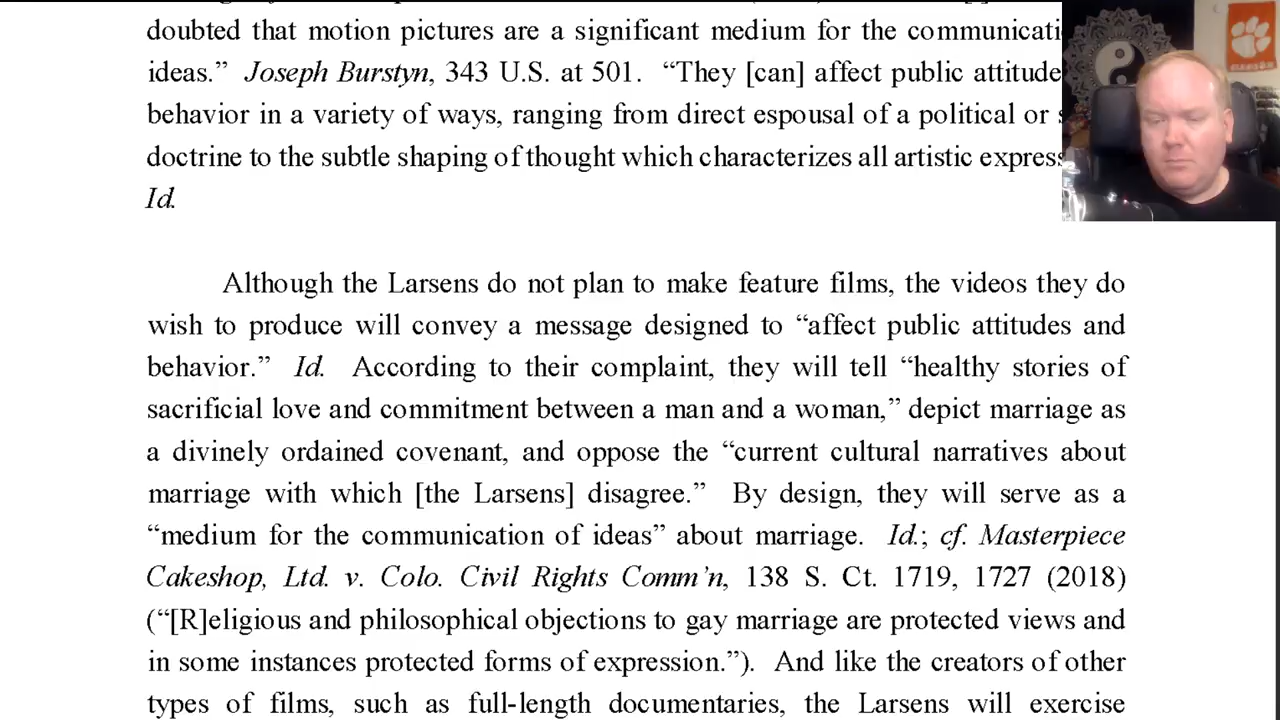 doubted that motion pictures are a significant medium for the
ideas.” Joseph Burstyn, 343 U.S. at 501. “They [can] affect public
behavior in a variety of ways, ranging from direct espousal of a political or
doctrine to the subtle shaping of thought which characterizes all artistic
Id.
Although the Larsens do not plan to make feature films, the videos they do
wish to produce will convey a message designed to “affect public attitudes and
behavior.” Id. According to their complaint, they will tell “healthy stories of
sacrificial love and commitment between a man and a woman,” depict marriage as
a divinely ordained covenant, and oppose the “current cultural narratives about
marriage with which [the Larsens] disagree.” By design, they will serve as a
“medium for the communication of ideas” about marriage. Id.; cf. Masterpiece
Cakeshop, Ltd. v. Colo. Civil Rights Comm’n, 138 S. Ct. 1719, 1727 (2018)
(“[R]eligious and philosophical objections to gay marriage are protected views and
in some instances protected forms of expression.”). And like the creators of other
types of films, such as full-length documentaries, the Larsens will exercise